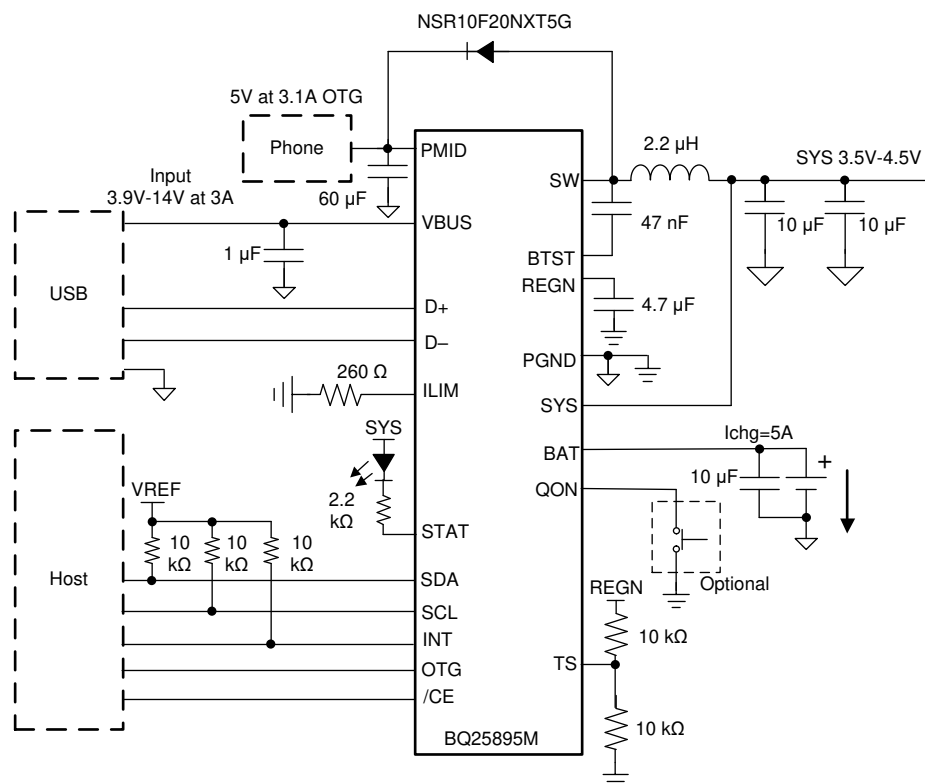 NSR10F20NXT5G
5V at 3.1A OTG
Phone
PMID
2.2 µH
SYS 3.5V-4.5V
Input
3.9V-14V at 3A
60 µF
SW
VBUS
47 nF
10 µF
10 µF
1 µF
BTST
REGN
USB
D+
4.7 µF
D–
PGND
260 Ω
ILIM
SYS
SYS
Ichg=5A
BAT
+
10 µF
QON
VREF
2.2
kΩ
STAT
10
kΩ
10
kΩ
10
kΩ
Host
SDA
Optional
REGN
SCL
10 kΩ
INT
TS
OTG
/CE
10 kΩ
BQ25895M